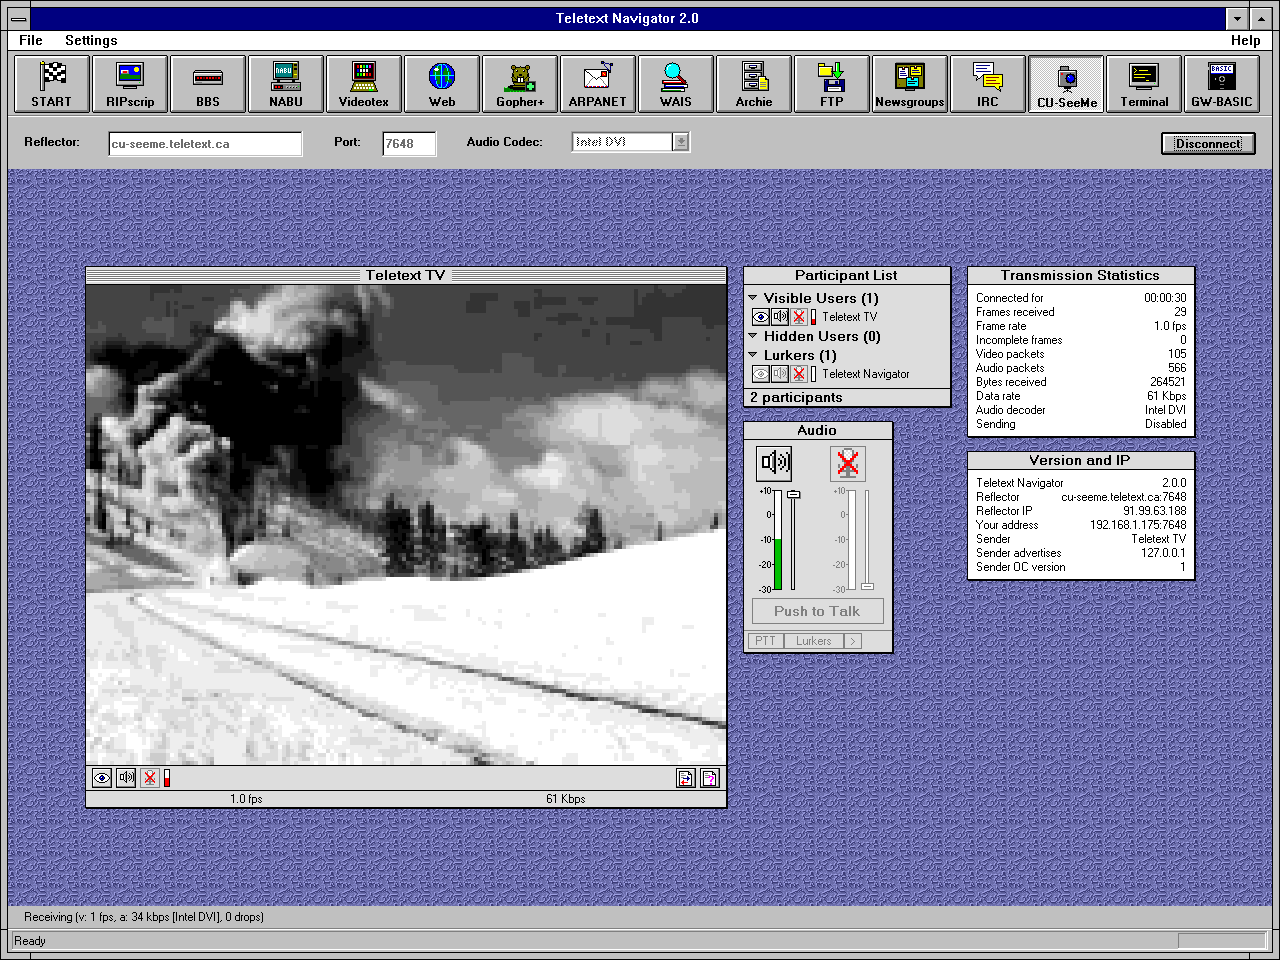 Teletext Navigator 2.0
File Settings Help
START RIPscrip BBS NABU Videotex Web Gopher+ ARPANET WAIS Archie FTP Newsgroups IRC CU-SeeMe Terminal GW-BASIC
NABU
BASIC
Reflector: cu-seeme.teletext.ca Port: 7648 Audio Codec: Intel DVI Disconnect
Teletext TV
1.0 fps 61 Kbps
Participant List
Visible Users (1)
Teletext TV
Hidden Users (0)
Lurkers (1)
Teletext Navigator
2 participants
Audio
+10 +10
0 0
-10 -10
-20 -20
-30 -30
Push to Talk
PTT Lurkers >
Transmission Statistics
Connected for 00:00:30
Frames received 29
Frame rate 1.0 fps
Incomplete frames 0
Video packets 105
Audio packets 566
Bytes received 264521
Data rate 61 Kbps
Audio decoder Intel DVI
Sending Disabled
Version and IP
Teletext Navigator 2.0.0
Reflector cu-seeme.teletext.ca:7648
Reflector IP 91.99.63.188
Your address 192.168.1.175:7648
Sender Teletext TV
Sender advertises 127.0.0.1
Sender OC version 1
Receiving (v: 1 fps, a: 34 kbps [Intel DVI], 0 drops)
Ready